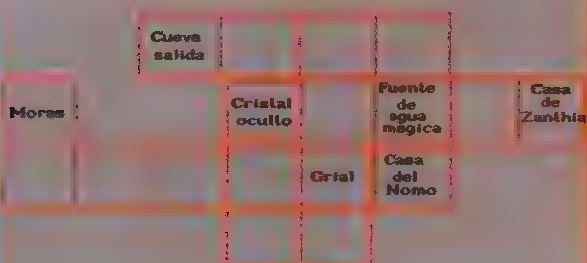 Cueva
salida
Moras
Cristal
oculto
Fuente
de
agua
mágica
Casa
de
Zanthia
Grial
Casa
del
Nomo